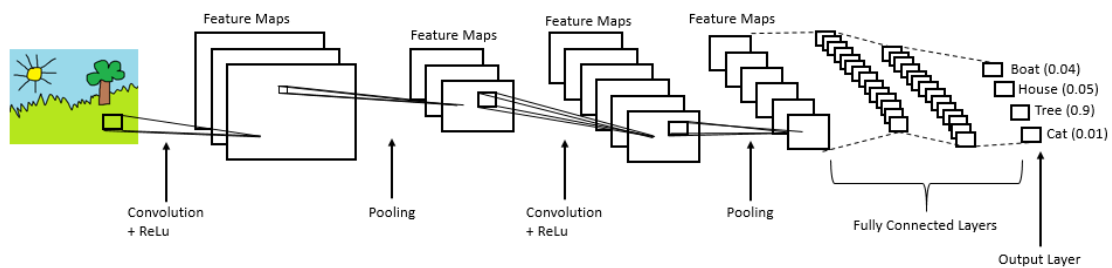 Feature Maps
Feature Maps
Feature Maps
Feature Maps
Boat (0.04)
House (0.05)
Tree (0.9)
Cat (0.01)
Convolution
+ ReLu
Pooling
Convolution
+ ReLu
Pooling
Fully Connected Layers
Output Layer